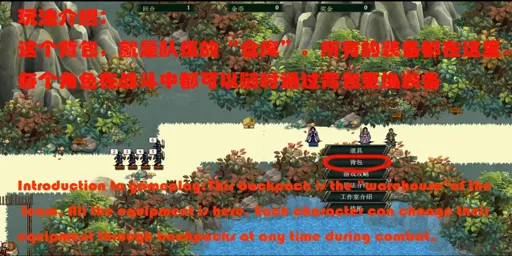 回合 1 金币 0 奖金 0
玩法介绍：
这个背包，就是队伍的“仓库”。所有的装备都在这里，
每个角色在战斗中都可以随时通过背包更换装备
道具
背包
游戏攻略
工作室介绍
Introduction to gameplay:This backpack is the "warehouse" of the
team. All the equipment is here. Each character can change their
equipment through backpacks at any time during combat.